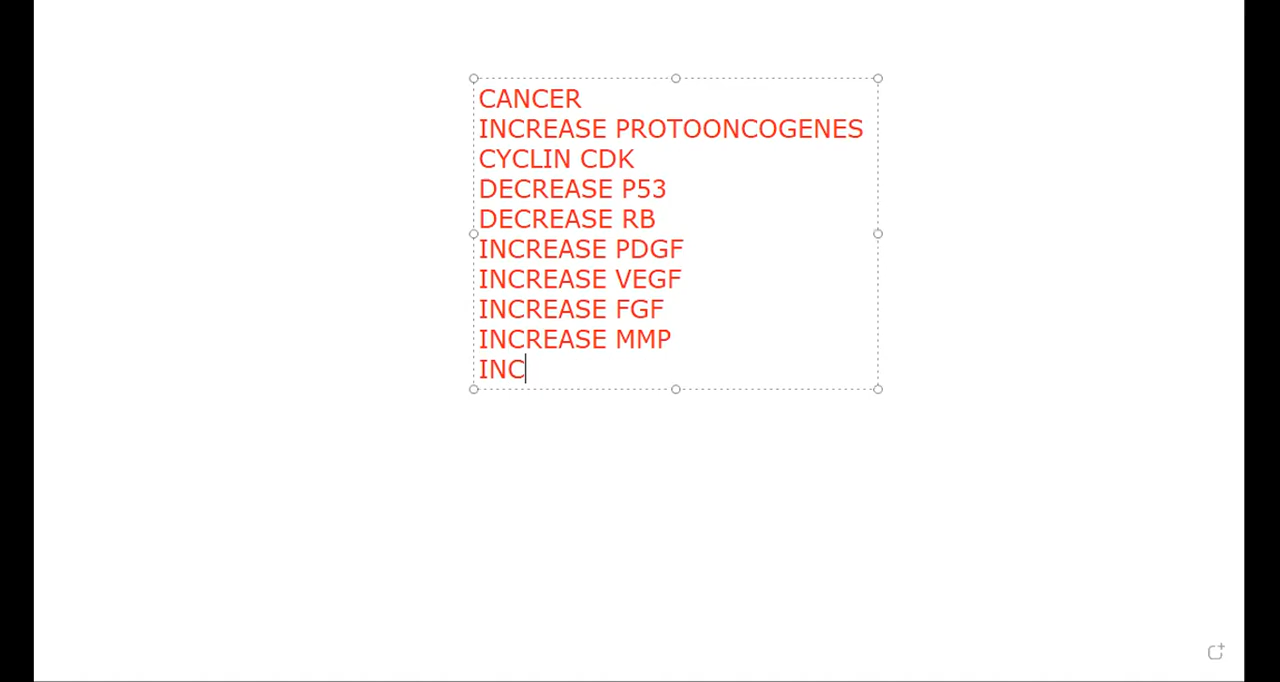 CANCER
INCREASE PROTOONCOGENES
CYCLIN CDK
DECREASE P53
DECREASE RB
INCREASE PDGF
INCREASE VEGF
INCREASE FGF
INCREASE MMP
INC